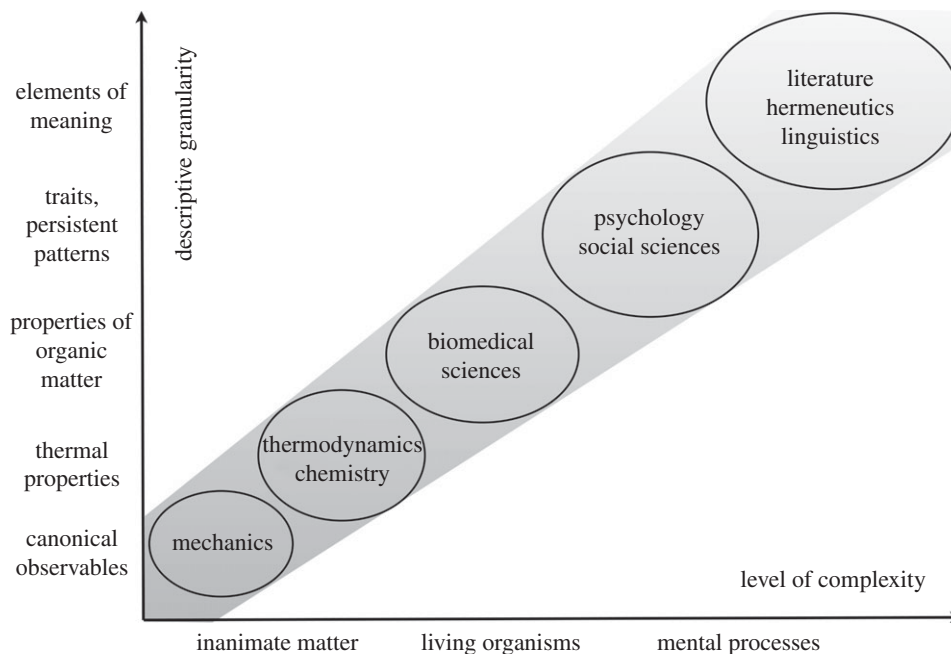 elements of
meaning
traits,
persistent
patterns
properties of
organic
matter
thermal
properties
canonical
observables
descriptive granularity
literature
hermeneutics
linguistics
psychology
social sciences
biomedical
sciences
thermodynamics
chemistry
mechanics
level of complexity
inanimate matter
living organisms
mental processes